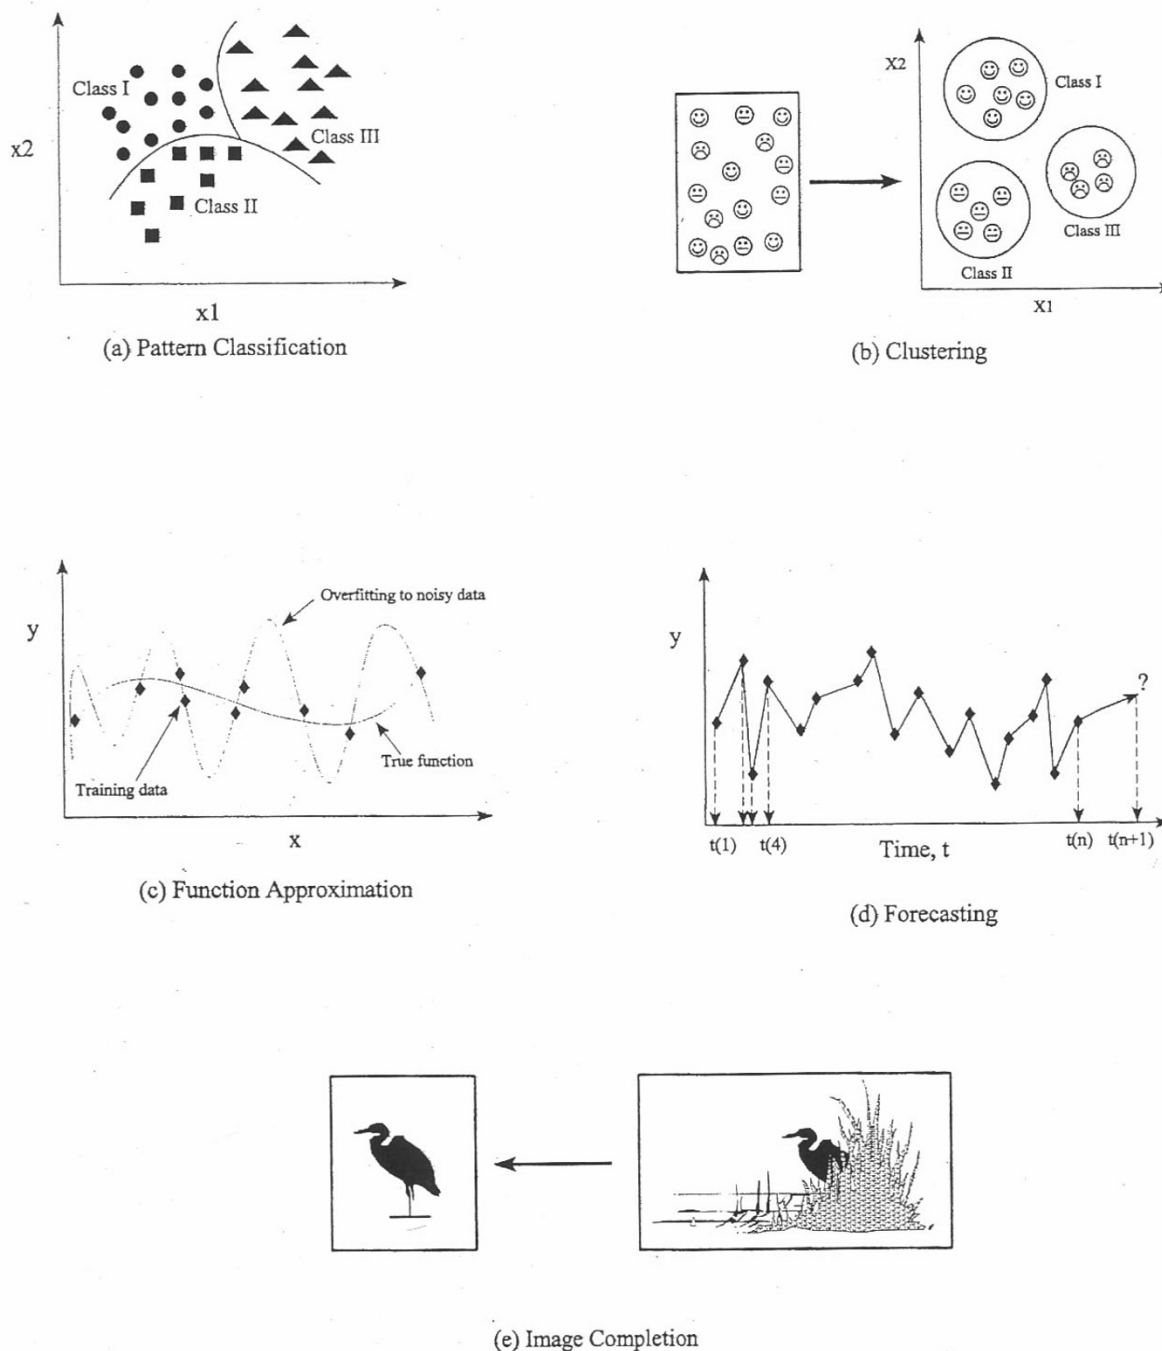 Class I
x2
Class III
Class II
x1
(a) Pattern Classification
X2
Class I
Class III
Class II
X1
(b) Clustering
y
Overfitting to noisy data
True function
Training data
x
(c) Function Approximation
y
?
t(1)
t(4)
Time, t
t(n)
t(n+1)
(d) Forecasting
(e) Image Completion